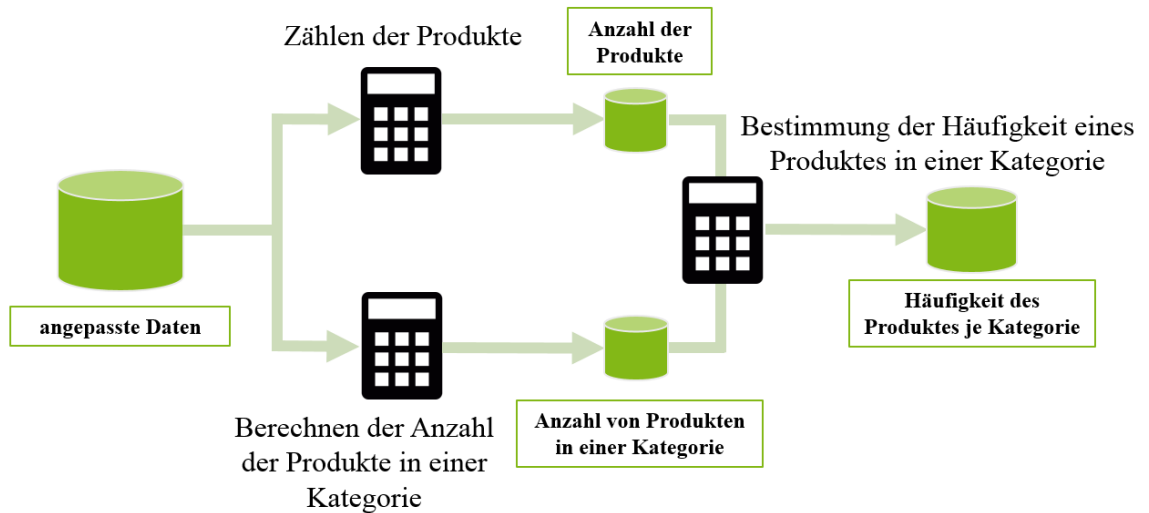 Zählen der Produkte
Anzahl der
Produkte
Bestimmung der Häufigkeit eines
Produktes in einer Kategorie
angepasste Daten
Häufigkeit des
Produktes je Kategorie
Berechnen der Anzahl
der Produkte in einer
Kategorie
Anzahl von Produkten
in einer Kategorie